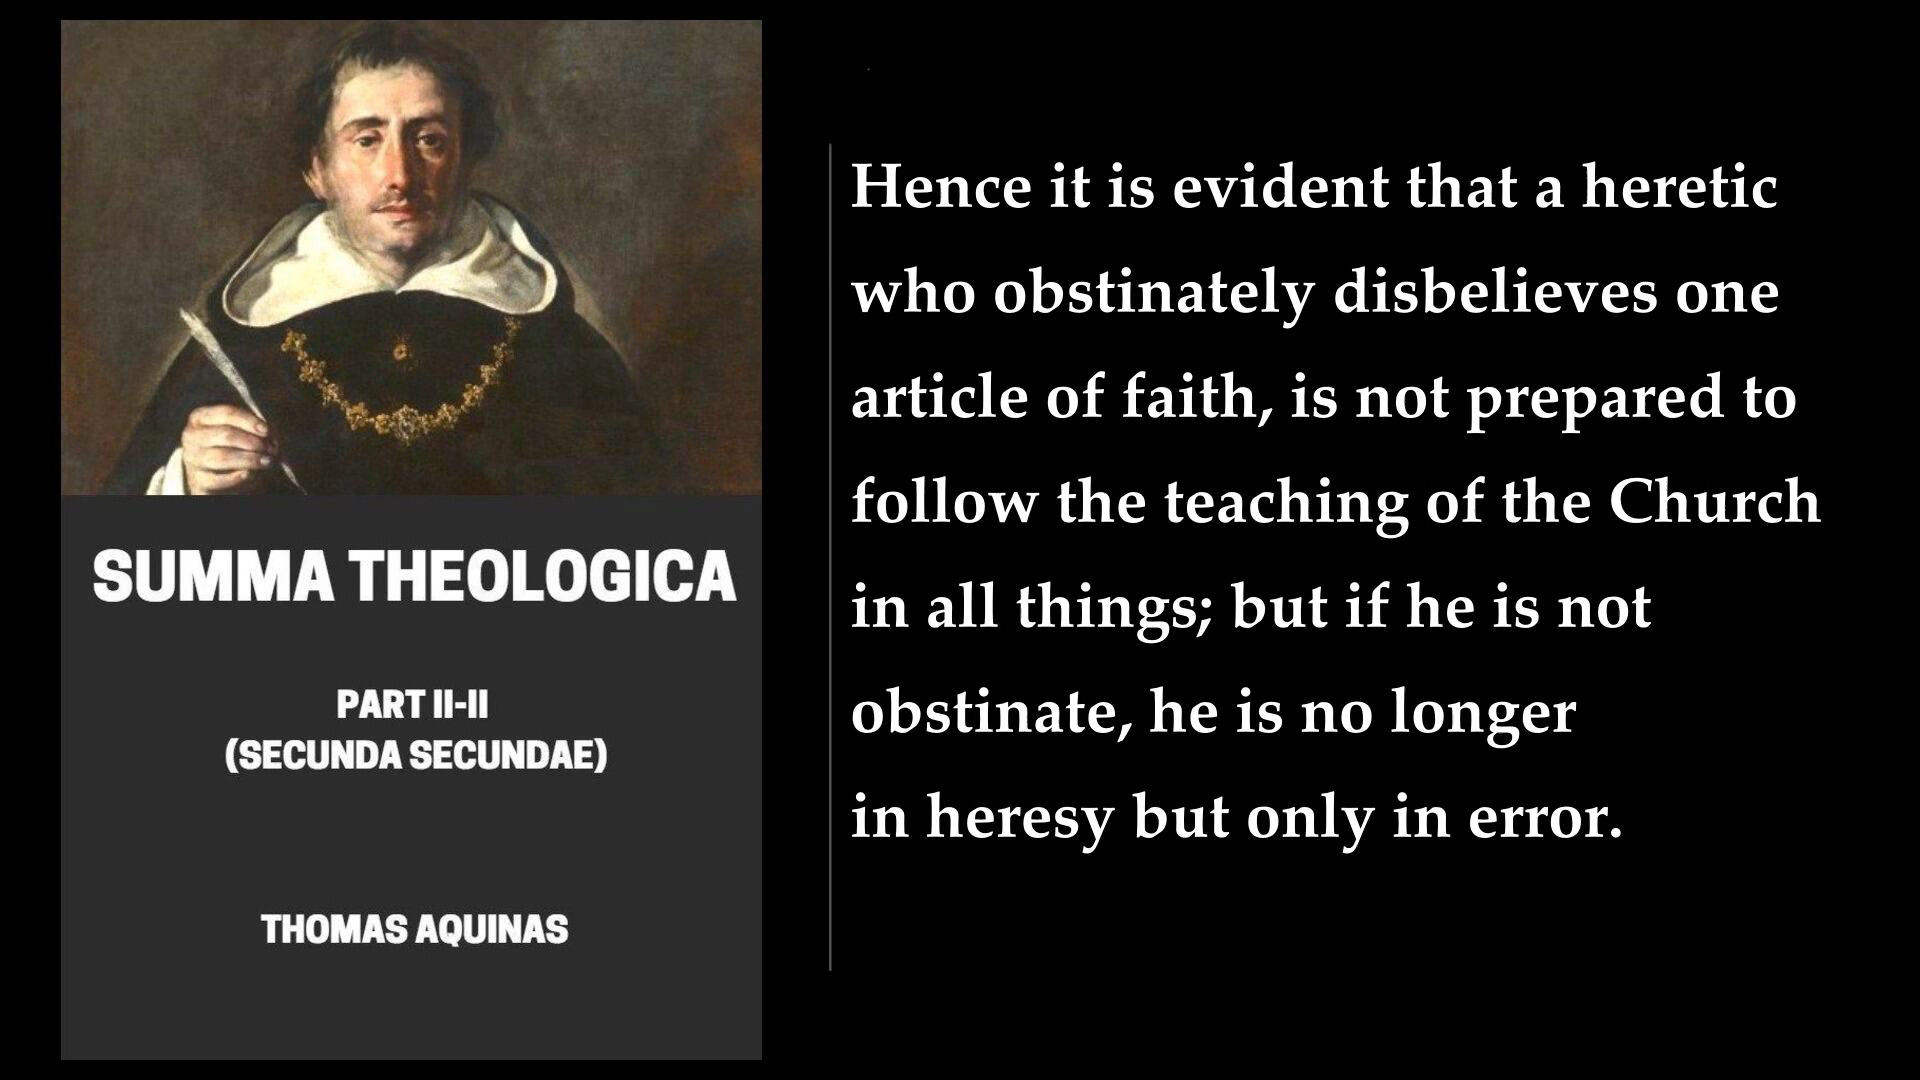 SUMMA THEOLOGICA
PART II-II
(SECUNDA SECUNDAE)
THOMAS AQUINAS
Hence it is evident that a heretic
who obstinately disbelieves one
article of faith, is not prepared to
follow the teaching of the Church
in all things; but if he is not
obstinate, he is no longer
in heresy but only in error.